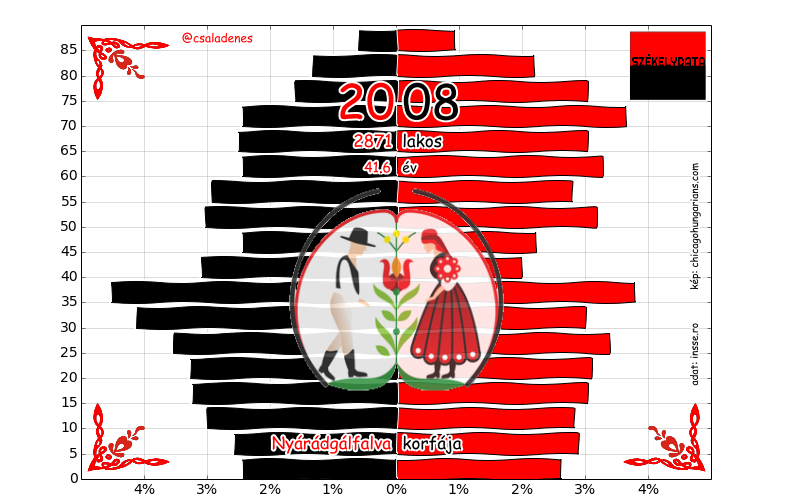 @csaladenes
SZÉKELYDATA
2008
2871 lakos
41.6 év
kép: chicagohungarians.com
adat: insse.ro
Nyárádgálfalva korfája
85
80
75
70
65
60
55
50
45
40
35
30
25
20
15
10
5
0
4% 3% 2% 1% 0% 1% 2% 3% 4%